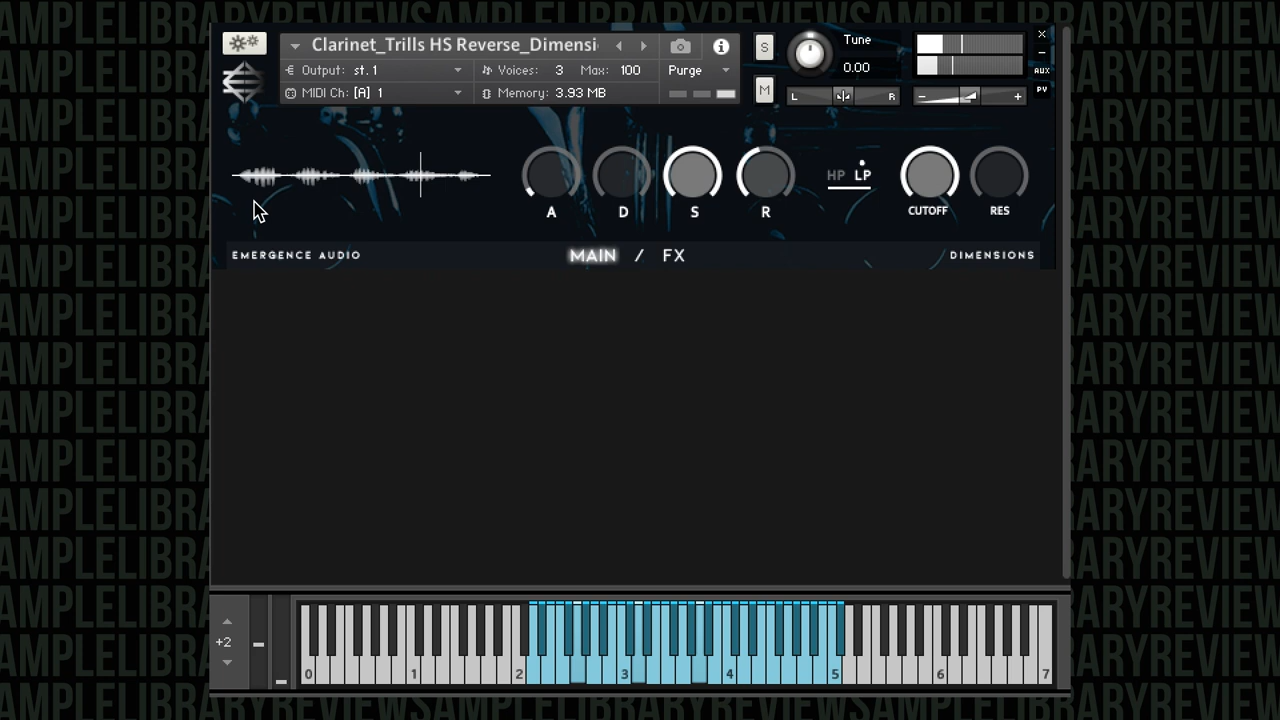 SAMPLELIBRARYREVIEW
Clarinet_Trills HS Reverse_Dimensi
Output: st.1
Voices: 3 Max: 100
Purge
MIDI Ch: [A] 1
Memory: 3.93 MB
S
M
Tune
0.00
L R
- +
X
-
AUX
PV
A D S R
HP LP
CUTOFF RES
EMERGENCE AUDIO
MAIN / FX
DIMENSIONS
+2
0 1 2 3 4 5 6 7